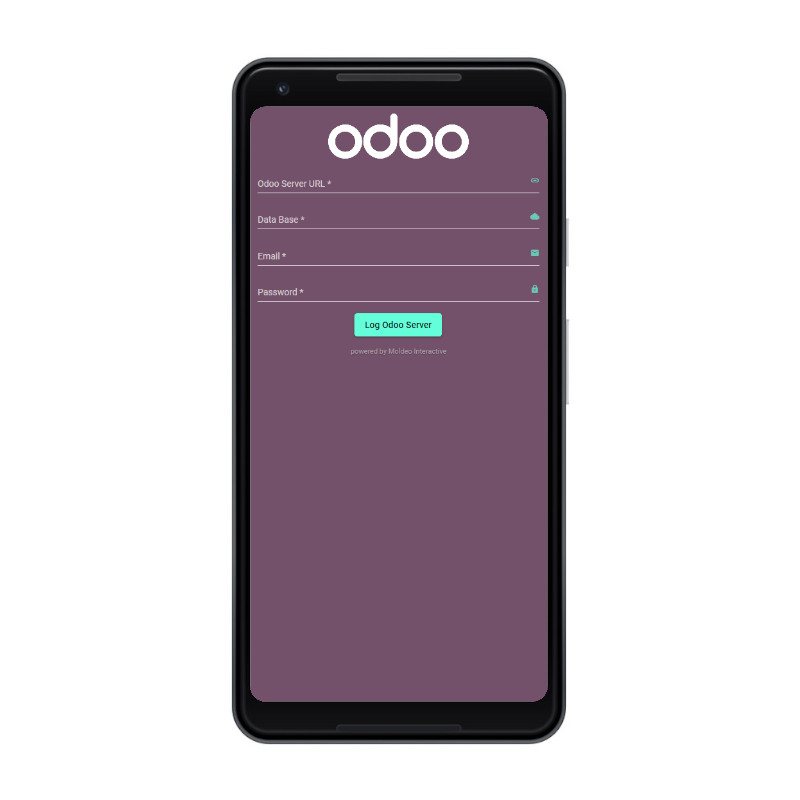 odoo
Odoo Server URL *
Data Base *
Email *
Password *
Log Odoo Server
powered by Moldeo Interactive